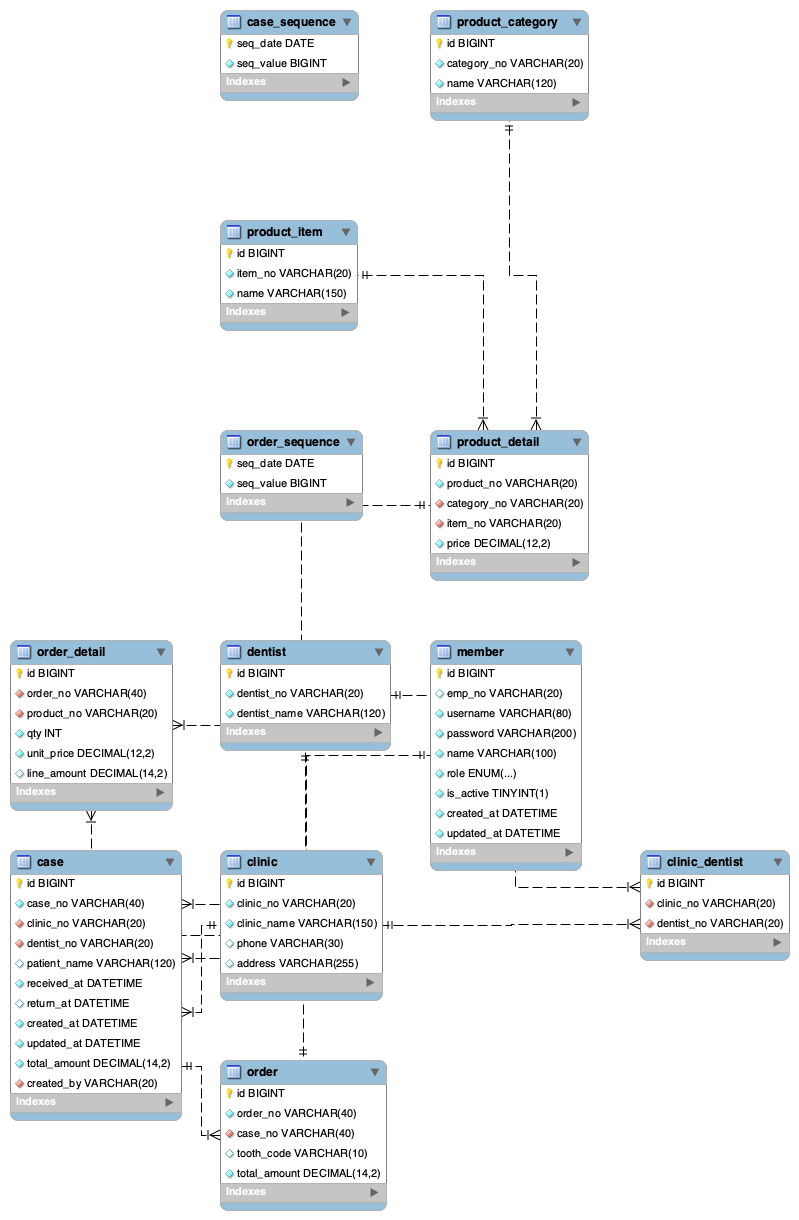 case_sequence
seq_date DATE
seq_value BIGINT
Indexes
product_category
id BIGINT
category_no VARCHAR(20)
name VARCHAR(120)
Indexes
product_item
id BIGINT
item_no VARCHAR(20)
name VARCHAR(150)
Indexes
order_sequence
seq_date DATE
seq_value BIGINT
Indexes
product_detail
id BIGINT
product_no VARCHAR(20)
category_no VARCHAR(20)
item_no VARCHAR(20)
price DECIMAL(12,2)
Indexes
order_detail
id BIGINT
order_no VARCHAR(40)
product_no VARCHAR(20)
qty INT
unit_price DECIMAL(12,2)
line_amount DECIMAL(14,2)
Indexes
dentist
id BIGINT
dentist_no VARCHAR(20)
dentist_name VARCHAR(120)
Indexes
member
id BIGINT
emp_no VARCHAR(20)
username VARCHAR(80)
password VARCHAR(200)
name VARCHAR(100)
role ENUM(...)
is_active TINYINT(1)
created_at DATETIME
updated_at DATETIME
Indexes
case
id BIGINT
case_no VARCHAR(40)
clinic_no VARCHAR(20)
dentist_no VARCHAR(20)
patient_name VARCHAR(120)
received_at DATETIME
return_at DATETIME
created_at DATETIME
updated_at DATETIME
total_amount DECIMAL(14,2)
created_by VARCHAR(20)
Indexes
clinic
id BIGINT
clinic_no VARCHAR(20)
clinic_name VARCHAR(150)
phone VARCHAR(30)
address VARCHAR(255)
Indexes
clinic_dentist
id BIGINT
clinic_no VARCHAR(20)
dentist_no VARCHAR(20)
Indexes
order
id BIGINT
order_no VARCHAR(40)
case_no VARCHAR(40)
tooth_code VARCHAR(10)
total_amount DECIMAL(14,2)
Indexes